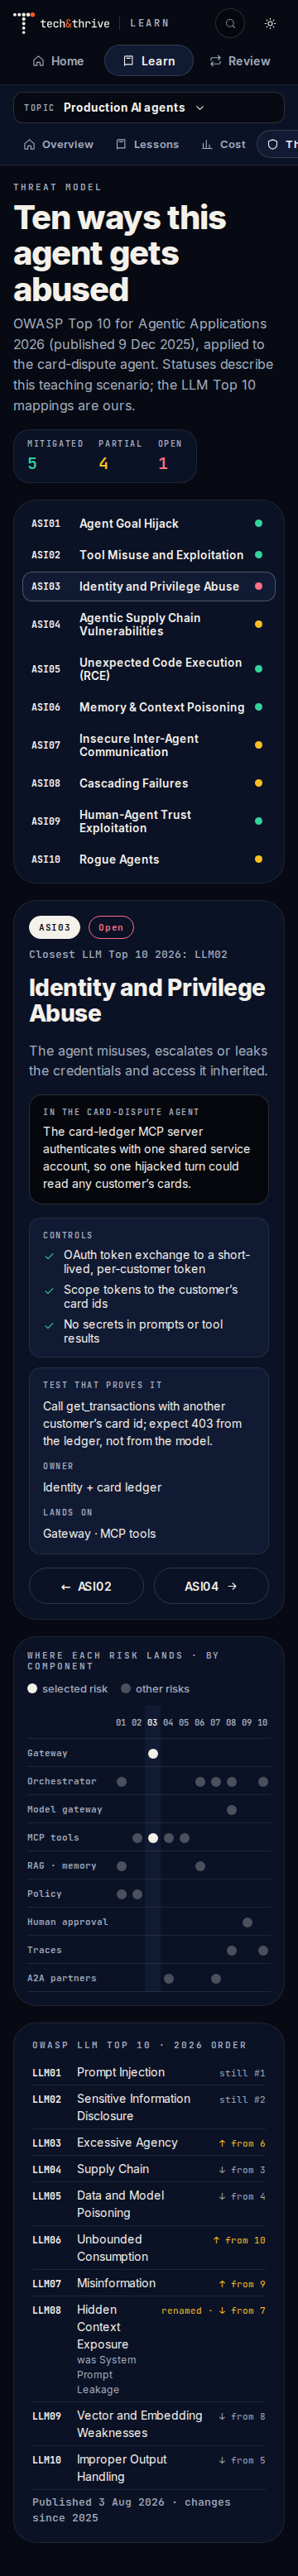 tech&thrive LEARN
Home Learn Review
TOPIC Production AI agents
Overview Lessons Cost Th
THREAT MODEL
Ten ways this
agent gets
abused
OWASP Top 10 for Agentic Applications
2026 (published 9 Dec 2025), applied to
the card-dispute agent. Statuses describe
this teaching scenario; the LLM Top 10
mappings are ours.
MITIGATED PARTIAL OPEN
5 4 1
ASI01 Agent Goal Hijack
ASI02 Tool Misuse and Exploitation
ASI03 Identity and Privilege Abuse
ASI04 Agentic Supply Chain
Vulnerabilities
ASI05 Unexpected Code Execution
(RCE)
ASI06 Memory & Context Poisoning
ASI07 Insecure Inter-Agent
Communication
ASI08 Cascading Failures
ASI09 Human-Agent Trust
Exploitation
ASI10 Rogue Agents
ASI03 Open
Closest LLM Top 10 2026: LLM02
Identity and Privilege
Abuse
The agent misuses, escalates or leaks
the credentials and access it inherited.
IN THE CARD-DISPUTE AGENT
The card-ledger MCP server
authenticates with one shared service
account, so one hijacked turn could
read any customer's cards.
CONTROLS
✓ OAuth token exchange to a short-
lived, per-customer token
✓ Scope tokens to the customer's
card ids
✓ No secrets in prompts or tool
results
TEST THAT PROVES IT
Call get_transactions with another
customer's card id; expect 403 from
the ledger, not from the model.
OWNER
Identity + card ledger
LANDS ON
Gateway · MCP tools
← ASI02 ASI04 →
WHERE EACH RISK LANDS · BY
COMPONENT
selected risk other risks
01 02 03 04 05 06 07 08 09 10
Gateway
Orchestrator
Model gateway
MCP tools
RAG · memory
Policy
Human approval
Traces
A2A partners
OWASP LLM TOP 10 · 2026 ORDER
LLM01 Prompt Injection still #1
LLM02 Sensitive Information still #2
Disclosure
LLM03 Excessive Agency ↑ from 6
LLM04 Supply Chain ↓ from 3
LLM05 Data and Model ↓ from 4
Poisoning
LLM06 Unbounded ↑ from 10
Consumption
LLM07 Misinformation ↑ from 9
LLM08 Hidden renamed · ↓ from 7
Context
Exposure
was System
Prompt
Leakage
LLM09 Vector and Embedding ↓ from 8
Weaknesses
LLM10 Improper Output ↓ from 5
Handling
Published 3 Aug 2026 · changes
since 2025